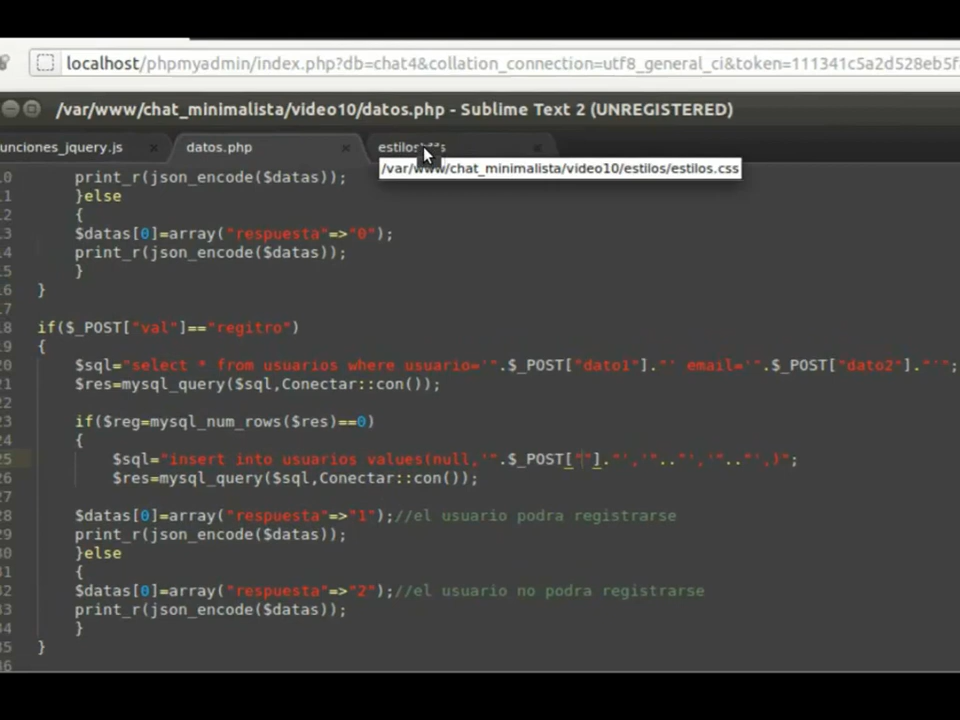 localhost/phpmyadmin/index.php?db=chat4&collation_connection=utf8_general_ci&token=111341c5a2d528eb5f
/var/www/chat_minimalista/video10/datos.php - Sublime Text 2 (UNREGISTERED)
unciones_jquery.js × datos.php ×
/var/www/chat_minimalista/video10/estilos/estilos.css
10 print_r(json_encode($datas));
11 }else
12 {
13 $datas[0]=array("respuesta"=>"0");
14 print_r(json_encode($datas));
15 }
16 }
17
18 if($_POST["val"]=="regitro")
19 {
20 $sql="select * from usuarios where usuario='".$_POST["dato1"]."' email='".$_POST["dato2"]."'";
21 $res=mysql_query($sql,Conectar::con());
22
23 if($reg=mysql_num_rows($res)==0)
24 {
25 $sql="insert into usuarios values(null,'".$_POST[""]."','".."','".."',)";
26 $res=mysql_query($sql,Conectar::con());
27
28 $datas[0]=array("respuesta"=>"1");//el usuario podra registrarse
29 print_r(json_encode($datas));
30 }else
31 {
32 $datas[0]=array("respuesta"=>"2");//el usuario no podra registrarse
33 print_r(json_encode($datas));
34 }
35 }
36